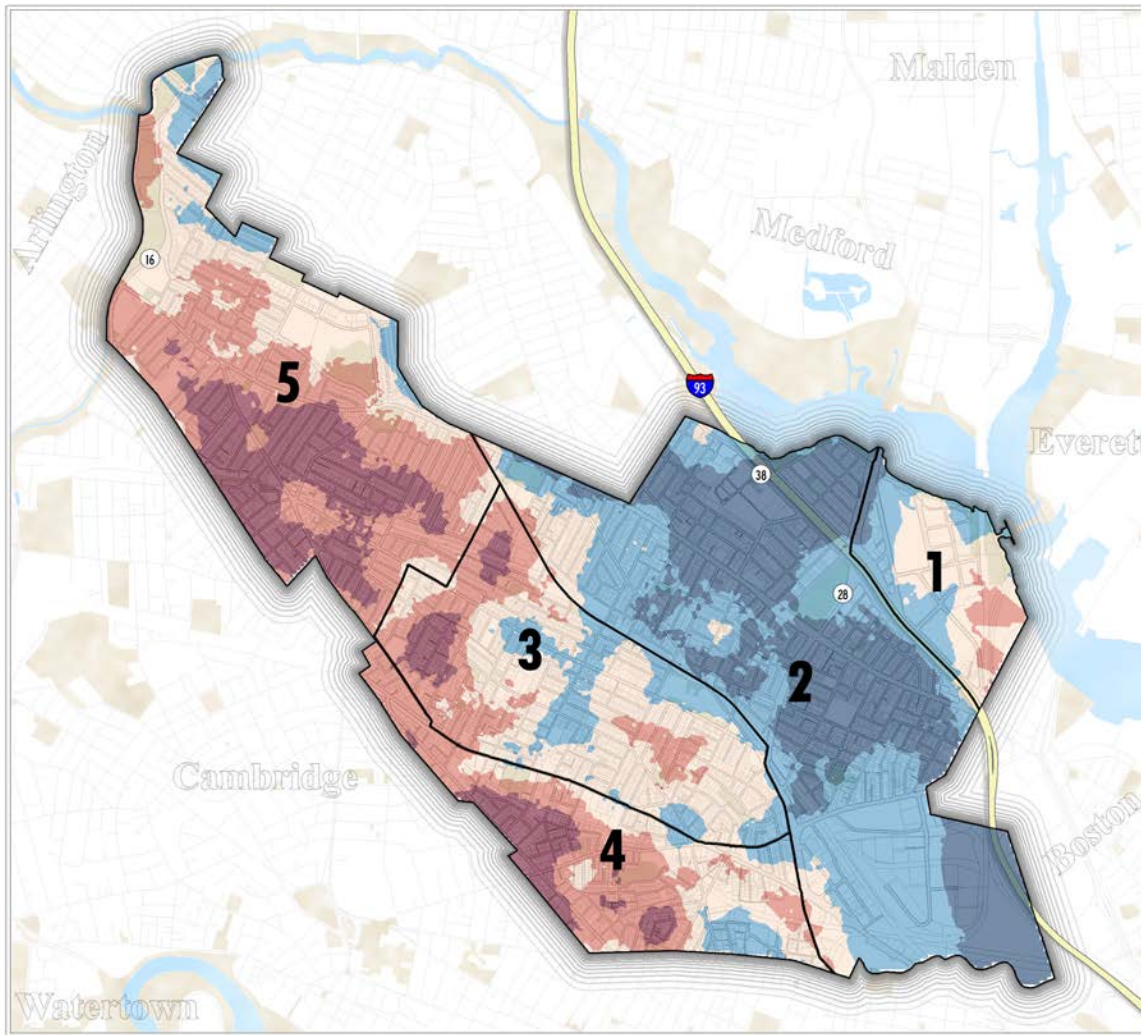 Malden
Arlington
Medford
16
5
93
Everett
38
1
28
3
2
Cambridge
4
Boston
Watertown